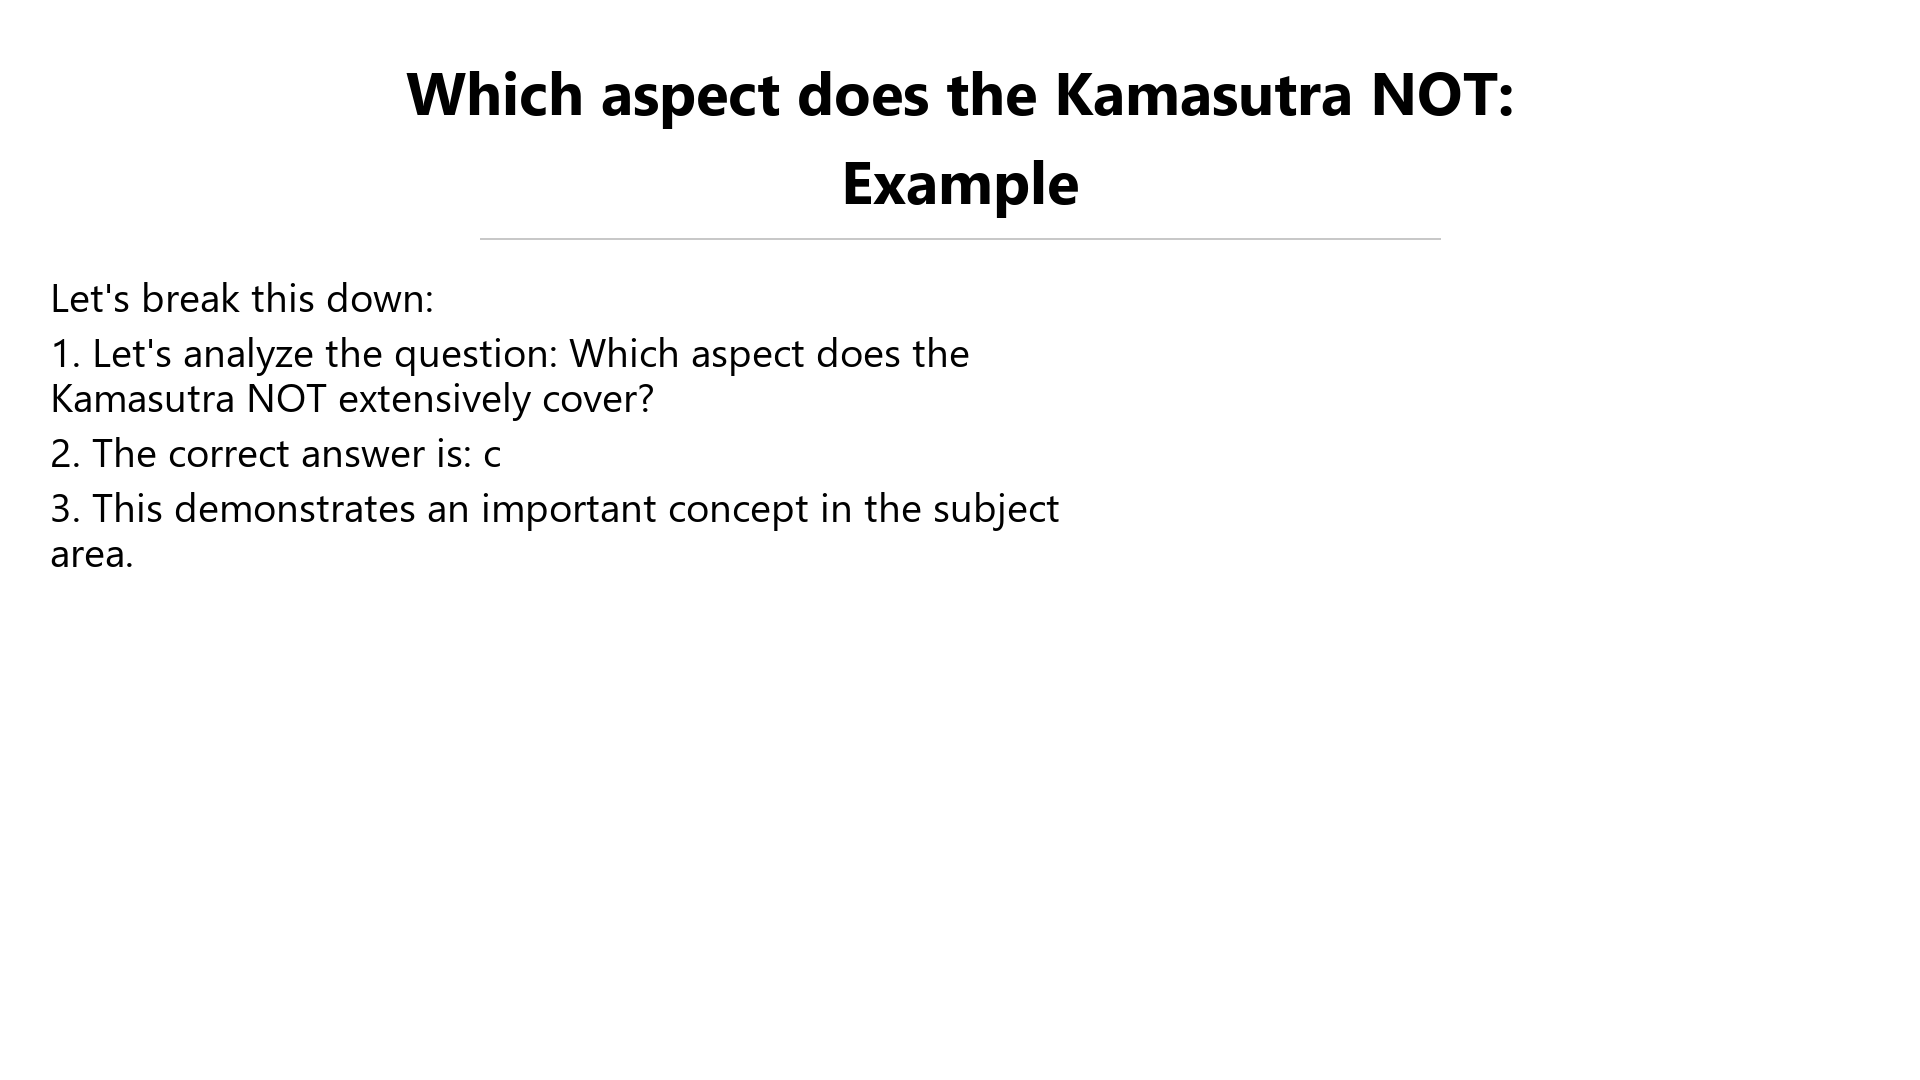 Which aspect does the Kamasutra NOT:
Example
Let's break this down:
1. Let's analyze the question: Which aspect does the
Kamasutra NOT extensively cover?
2. The correct answer is: c
3. This demonstrates an important concept in the subject
area.